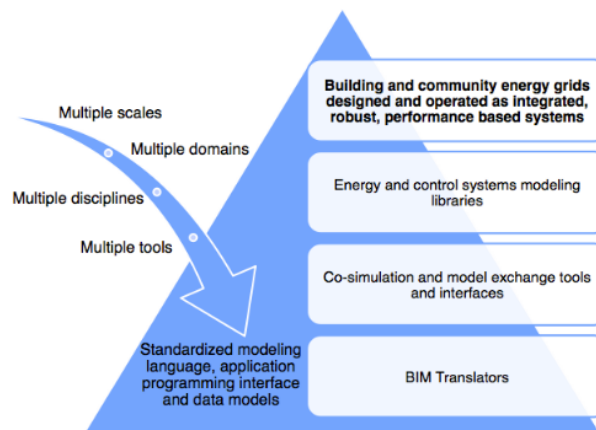 Building and community energy grids
designed and operated as integrated,
robust, performance based systems
Multiple scales
Multiple domains
Multiple disciplines
Multiple tools
Energy and control systems modeling
libraries
Co-simulation and model exchange tools
and interfaces
Standardized modeling
language, application
programming interface
and data models
BIM Translators